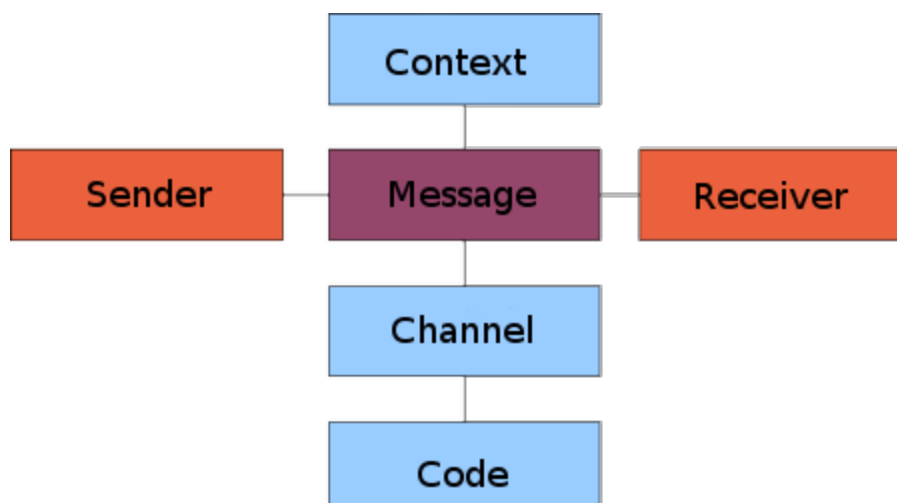 Context
Sender
Message
Receiver
Channel
Code